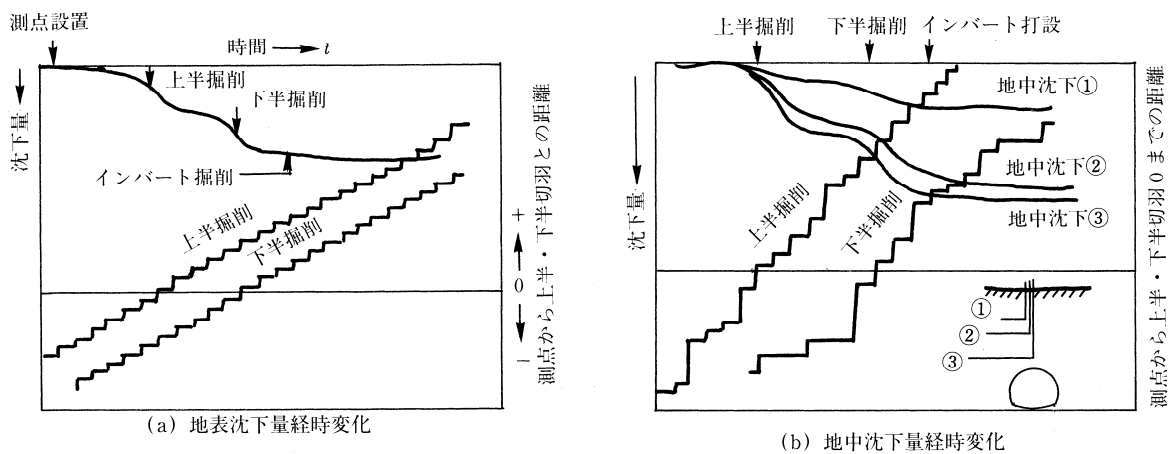 測点設置
時間 → t
上半掘削
下半掘削
インバート掘削
沈下量
上半掘削
下半掘削
測点から上半・下半切羽との距離
− ← 0 → +
(a) 地表沈下量経時変化
上半掘削 下半掘削 インバート打設
地中沈下①
地中沈下②
地中沈下③
沈下量
上半掘削
下半掘削
①
②
③
測点から上半・下半切羽0までの距離
(b) 地中沈下量経時変化